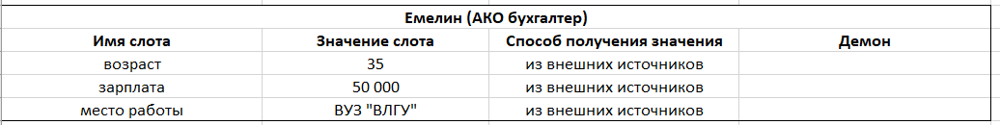 Емелин (АКО бухгалтер)
Имя слота Значение слота Способ получения значения Демон
возраст 35 из внешних источников
зарплата 50 000 из внешних источников
место работы ВУЗ "ВЛГУ" из внешних источников